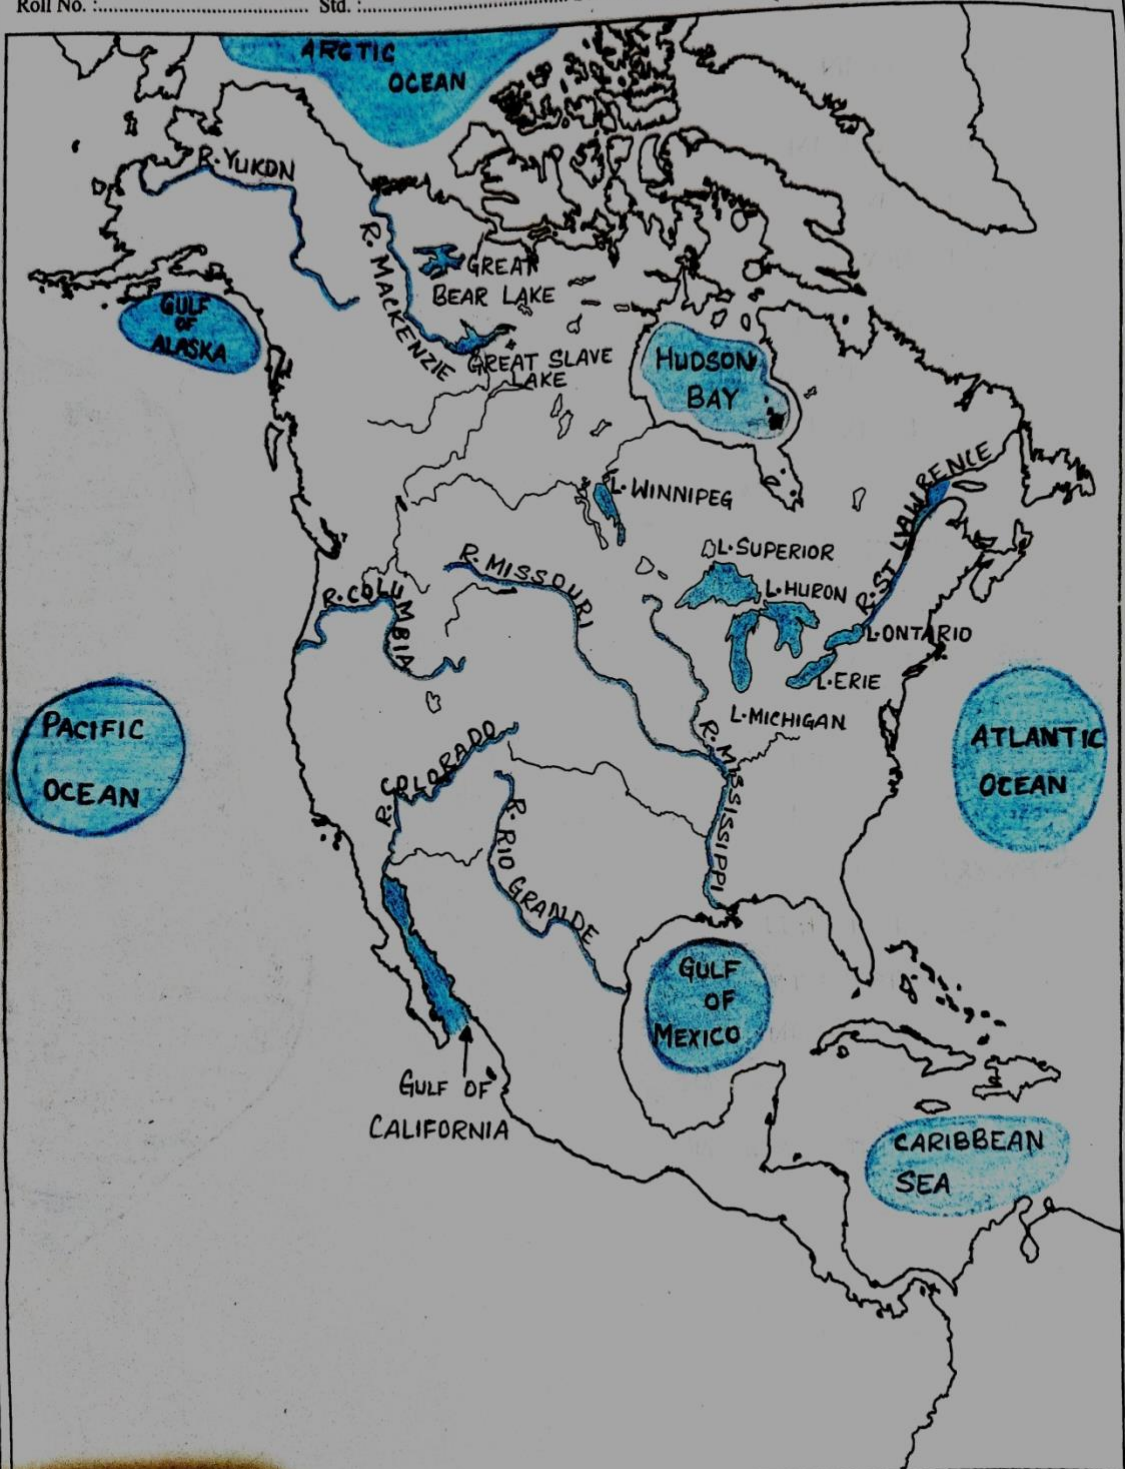 Roll No. :.................................... Std. :....................................
ARCTIC
OCEAN
R. YUKON
R. MACKENZIE
GREAT
BEAR LAKE
GULF
OF
ALASKA
GREAT SLAVE
LAKE
HUDSON
BAY
L. WINNIPEG
R. ST LAWRENCE
L. SUPERIOR
R. MISSOURI
L. HURON
R. COLUMBIA
L. ONTARIO
L. ERIE
L. MICHIGAN
PACIFIC
OCEAN
R. COLORADO
R. MISSISSIPPI
ATLANTIC
OCEAN
R. RIO GRANDE
GULF
OF
MEXICO
GULF OF
CALIFORNIA
CARIBBEAN
SEA